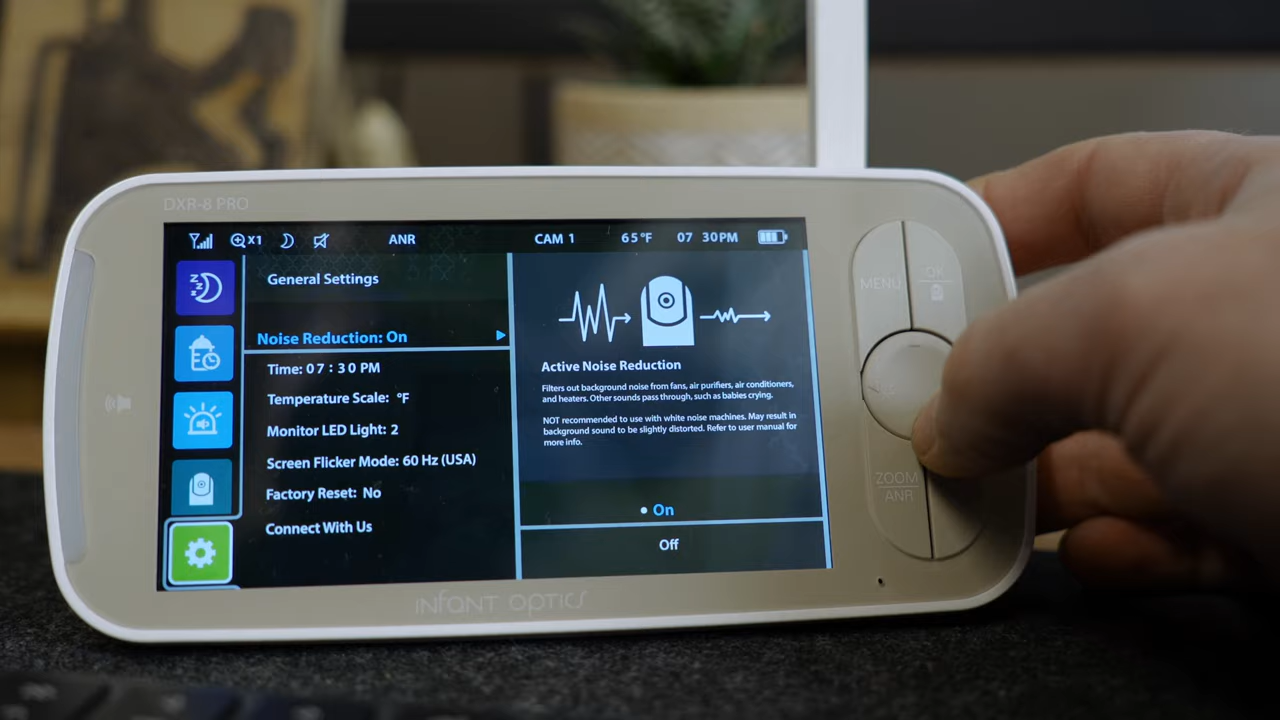 DXR-8 PRO
X1 ANR CAM 1 65°F 07 30PM
General Settings
Noise Reduction: On
Time: 07 : 30 PM
Temperature Scale: °F
Monitor LED Light: 2
Screen Flicker Mode: 60 Hz (USA)
Factory Reset: No
Connect With Us
Active Noise Reduction
Filters out background noise from fans, air purifiers, air conditioners,
and heaters. Other sounds pass through, such as babies crying.
NOT recommended to use with white noise machines. May result in
background sound to be slightly distorted. Refer to user manual for
more info.
On
Off
MENU
OK
ZOOM
ANR
INFANT OPTICS